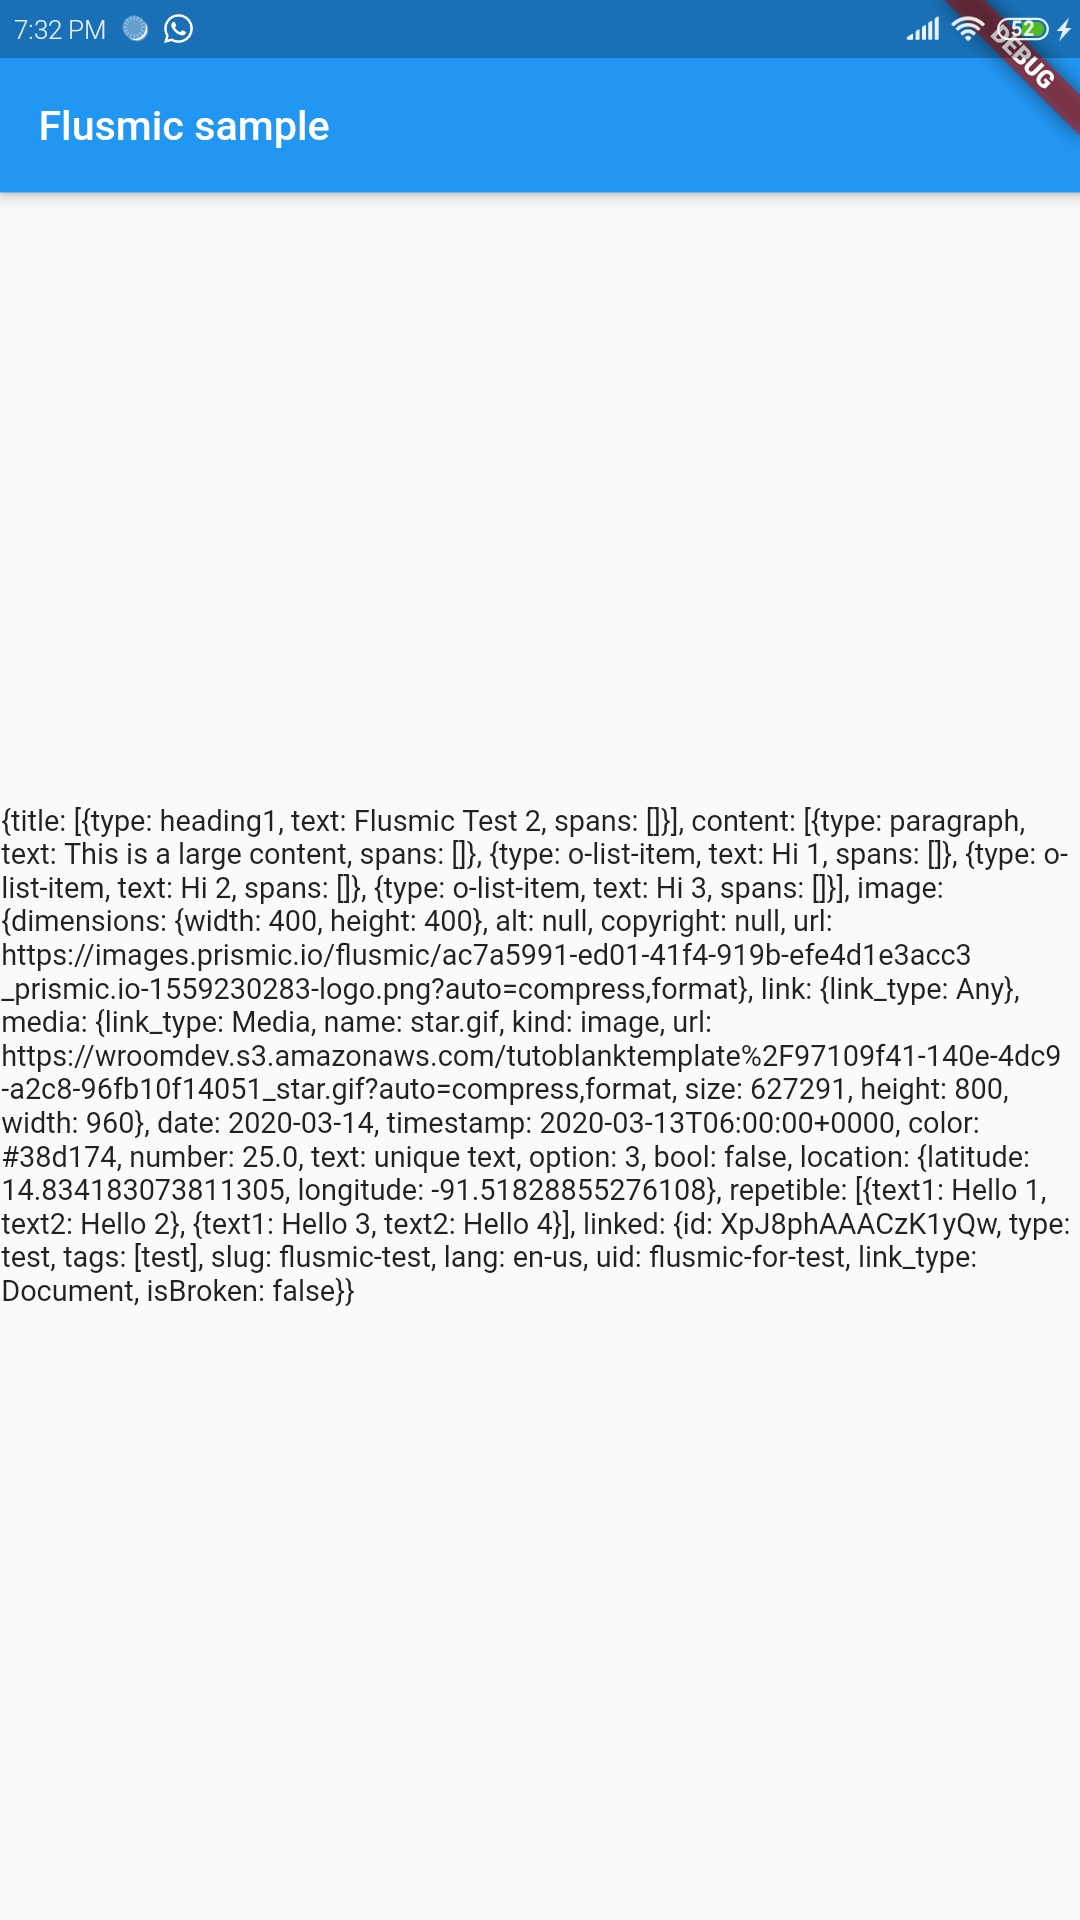 7:32 PM
52
DEBUG
Flusmic sample
{title: [{type: heading1, text: Flusmic Test 2, spans: []}], content: [{type: paragraph,
text: This is a large content, spans: []}, {type: o-list-item, text: Hi 1, spans: []}, {type: o-
list-item, text: Hi 2, spans: []}, {type: o-list-item, text: Hi 3, spans: []}], image:
{dimensions: {width: 400, height: 400}, alt: null, copyright: null, url:
https://images.prismic.io/flusmic/ac7a5991-ed01-41f4-919b-efe4d1e3acc3
_prismic.io-1559230283-logo.png?auto=compress,format}, link: {link_type: Any},
media: {link_type: Media, name: star.gif, kind: image, url:
https://wroomdev.s3.amazonaws.com/tutoblanktemplate%2F97109f41-140e-4dc9
-a2c8-96fb10f14051_star.gif?auto=compress,format, size: 627291, height: 800,
width: 960}, date: 2020-03-14, timestamp: 2020-03-13T06:00:00+0000, color:
#38d174, number: 25.0, text: unique text, option: 3, bool: false, location: {latitude:
14.834183073811305, longitude: -91.51828855276108}, repetible: [{text1: Hello 1,
text2: Hello 2}, {text1: Hello 3, text2: Hello 4}], linked: {id: XpJ8phAAACzK1yQw, type:
test, tags: [test], slug: flusmic-test, lang: en-us, uid: flusmic-for-test, link_type:
Document, isBroken: false}}